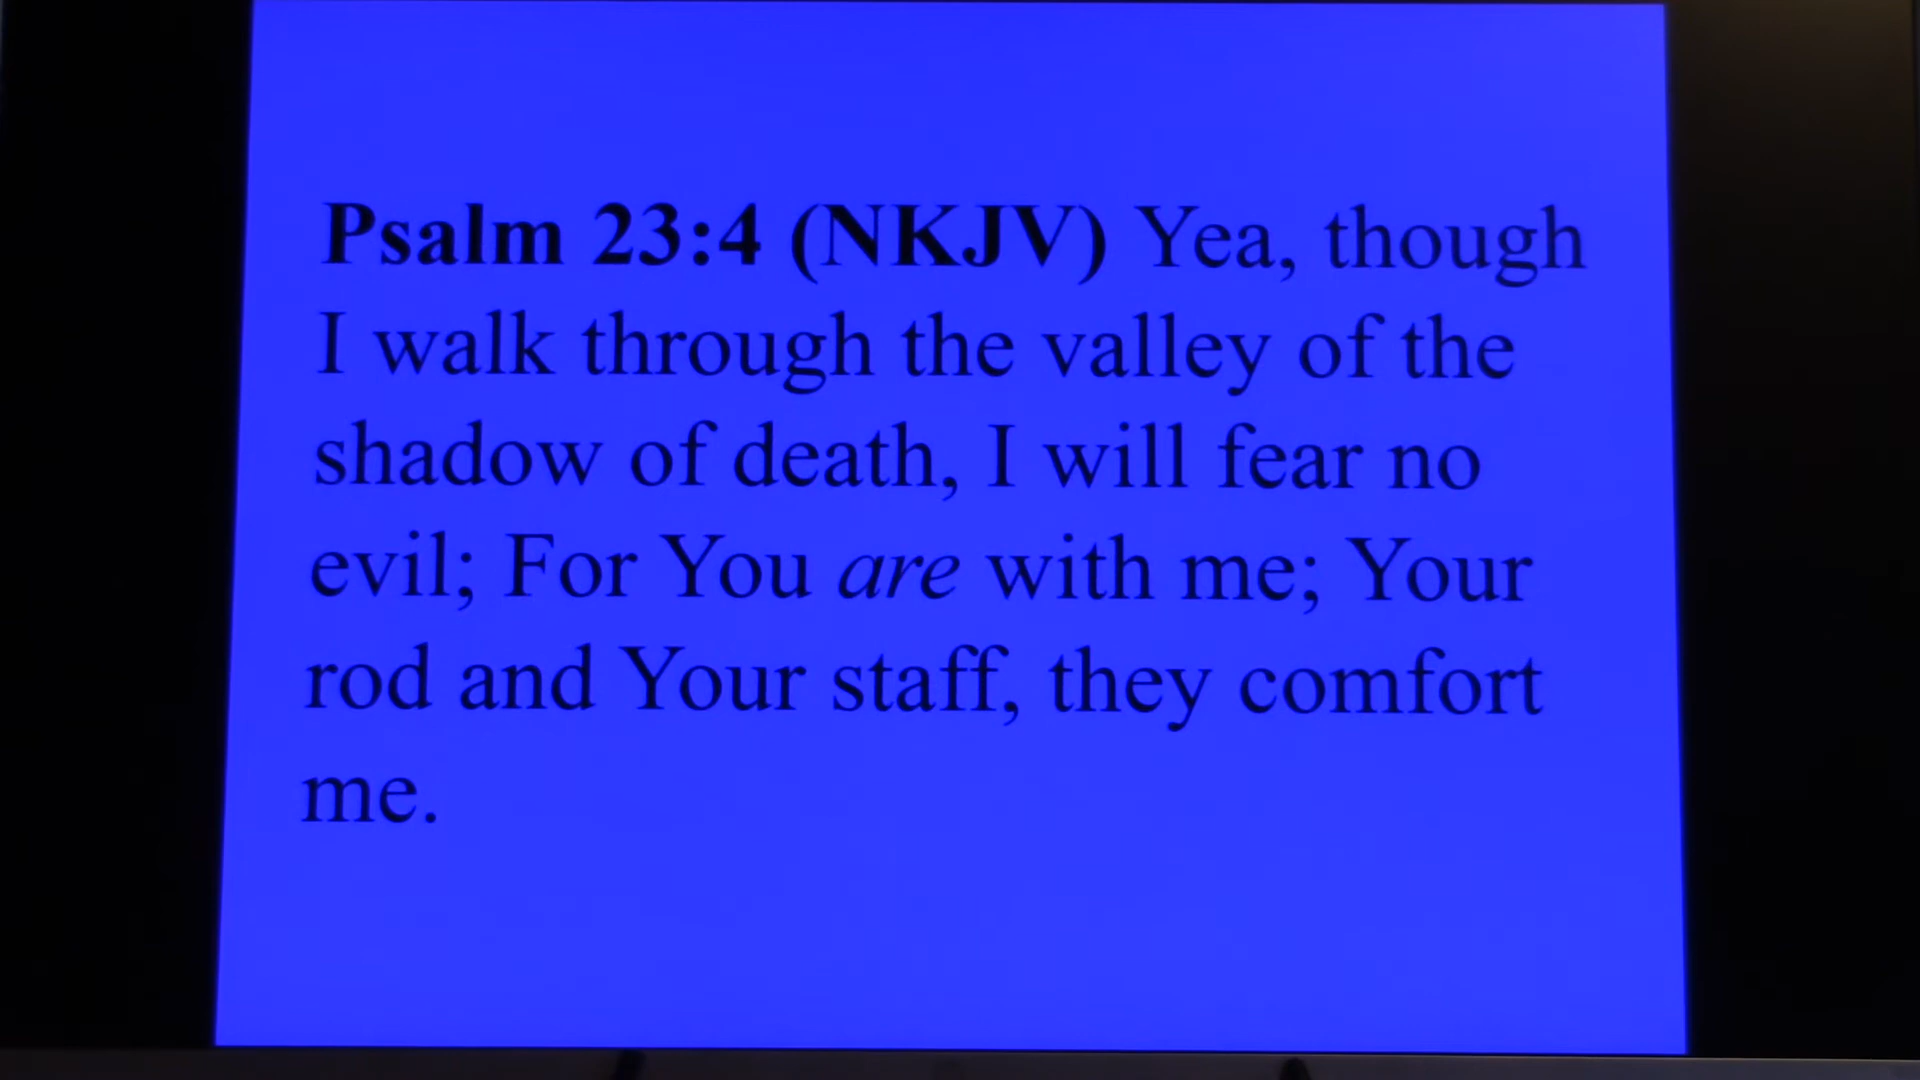 Psalm 23:4 (NKJV) Yea, though
I walk through the valley of the
shadow of death, I will fear no
evil; For You are with me; Your
rod and Your staff, they comfort
me.